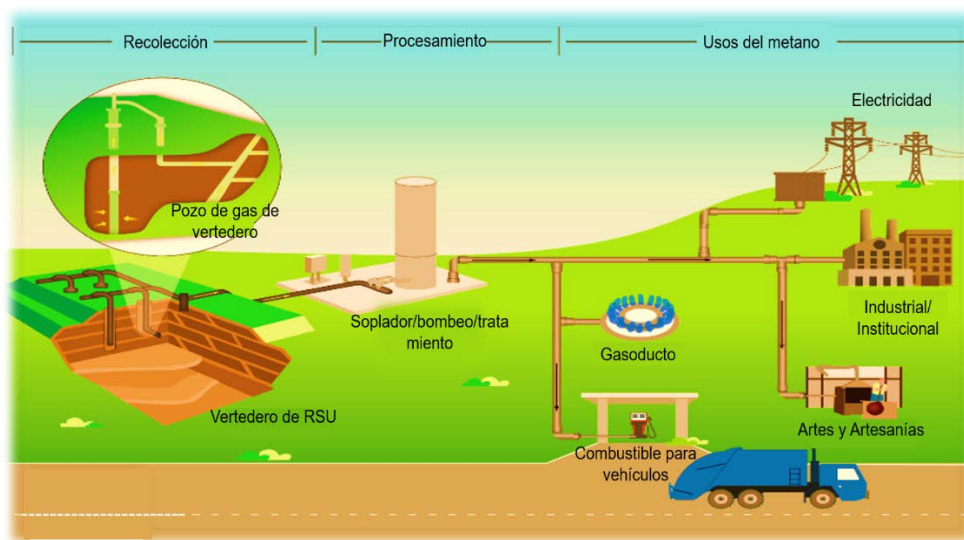 Recolección
Procesamiento
Usos del metano
Electricidad
Pozo de gas de
vertedero
Industrial/
Institucional
Soplador/bombeo/trata
miento
Gasoducto
Vertedero de RSU
Artes y Artesanías
Combustible para
vehículos